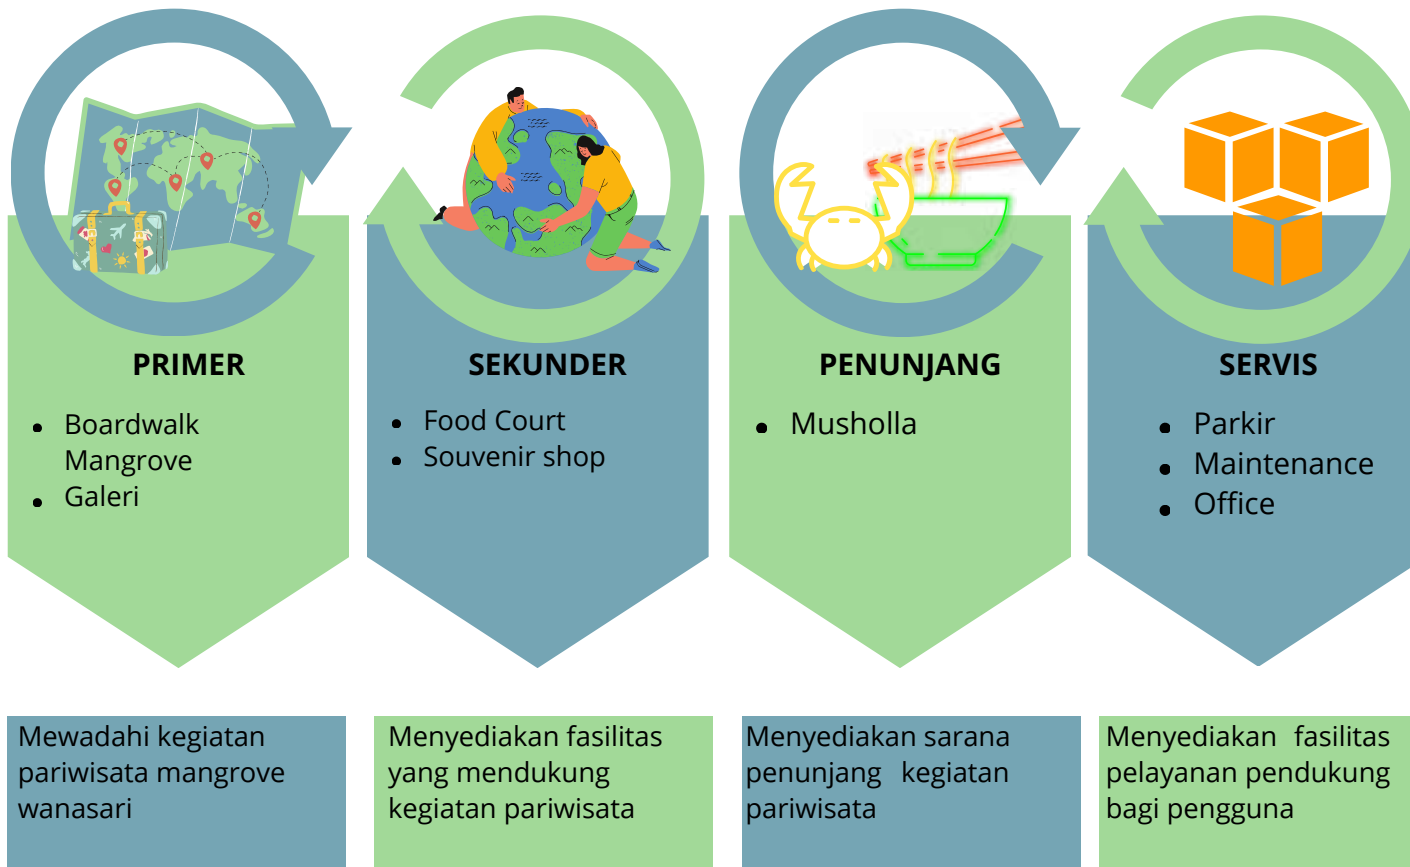 PRIMER
• Boardwalk
Mangrove
• Galeri
Mewadahi kegiatan
pariwisata mangrove
wanasari
SEKUNDER
• Food Court
• Souvenir shop
Menyediakan fasilitas
yang mendukung
kegiatan pariwisata
PENUNJANG
• Musholla
Menyediakan sarana
penunjang kegiatan
pariwisata
SERVIS
• Parkir
• Maintenance
• Office
Menyediakan fasilitas
pelayanan pendukung
bagi pengguna